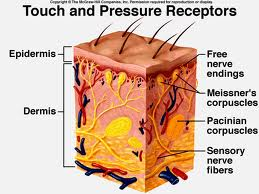 Copyright © The McGraw-Hill Companies, Inc. Permission required for reproduction or display.
Touch and Pressure Receptors
Epidermis
Dermis
Free
nerve
endings
Meissner's
corpuscles
Pacinian
corpuscles
Sensory
nerve
fibers